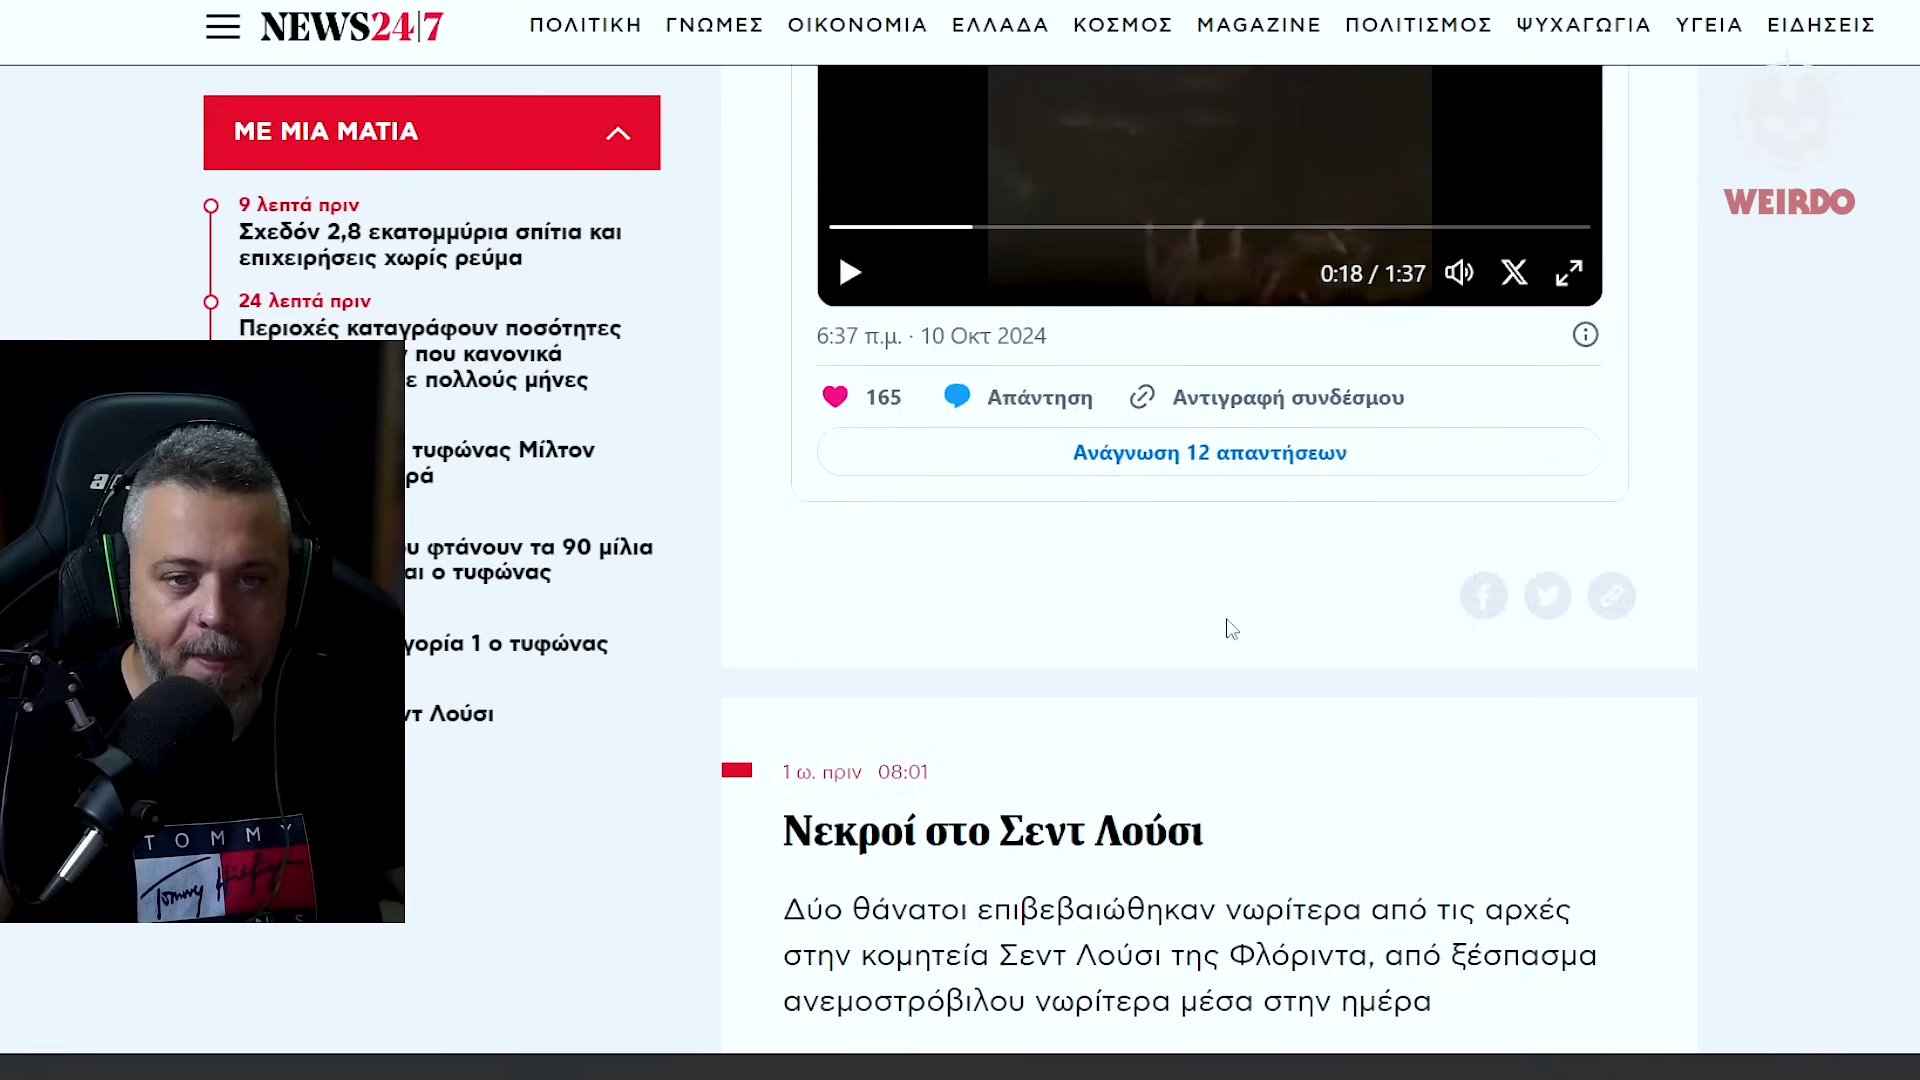 NEWS24|7
ΠΟΛΙΤΙΚΗ ΓΝΩΜΕΣ ΟΙΚΟΝΟΜΙΑ ΕΛΛΑΔΑ ΚΟΣΜΟΣ MAGAZINE ΠΟΛΙΤΙΣΜΟΣ ΨΥΧΑΓΩΓΙΑ ΥΓΕΙΑ ΕΙΔΗΣΕΙΣ
ΜΕ ΜΙΑ ΜΑΤΙΑ
9 λεπτά πριν
Σχεδόν 2,8 εκατομμύρια σπίτια και
επιχειρήσεις χωρίς ρεύμα
24 λεπτά πριν
Περιοχές καταγράφουν ποσότητες
που κανονικά
ε πολλούς μήνες
τυφώνας Μίλτον
ρά
υ φτάνουν τα 90 μίλια
αι ο τυφώνας
γορία 1 ο τυφώνας
ντ Λούσι
TOMMY
Tommy Hilfiger
WEIRDO
0:18 / 1:37
6:37 π.μ. · 10 Οκτ 2024
165 Απάντηση Αντιγραφή συνδέσμου
Ανάγνωση 12 απαντήσεων
1 ω. πριν 08:01
Νεκροί στο Σεντ Λούσι
Δύο θάνατοι επιβεβαιώθηκαν νωρίτερα από τις αρχές
στην κομητεία Σεντ Λούσι της Φλόριντα, από ξέσπασμα
ανεμοστρόβιλου νωρίτερα μέσα στην ημέρα